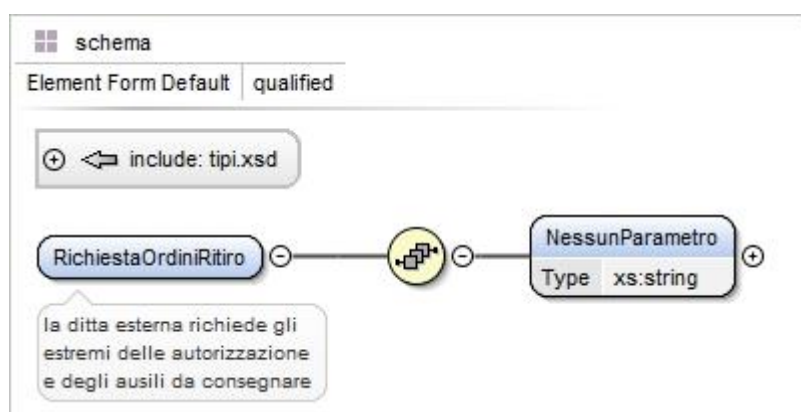 schema
Element Form Default qualified
include: tipi.xsd
RichiestaOrdiniRitiro
NessunParametro
Type xs:string
la ditta esterna richiede gli
estremi delle autorizzazione
e degli ausili da consegnare